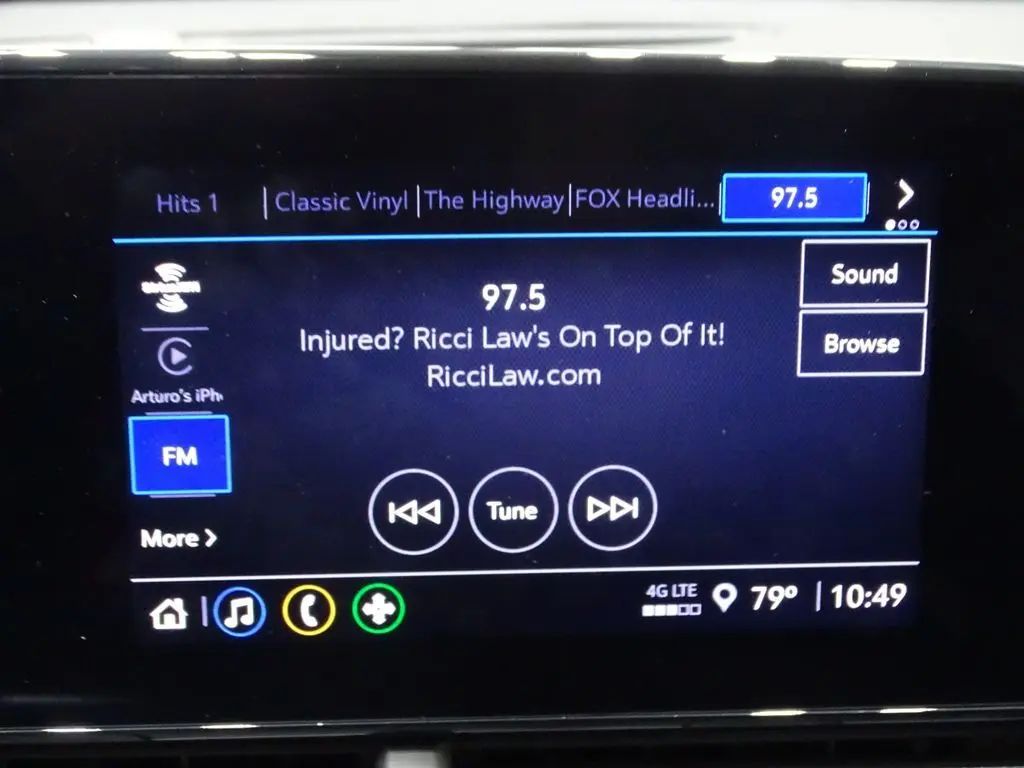 Hits 1 | Classic Vinyl | The Highway | FOX Headli... | 97.5
SiriusXM
Arturo's iPh
FM
More >
97.5
Injured? Ricci Law's On Top Of It!
RicciLaw.com
Tune
Sound
Browse
4G LTE 79° | 10:49